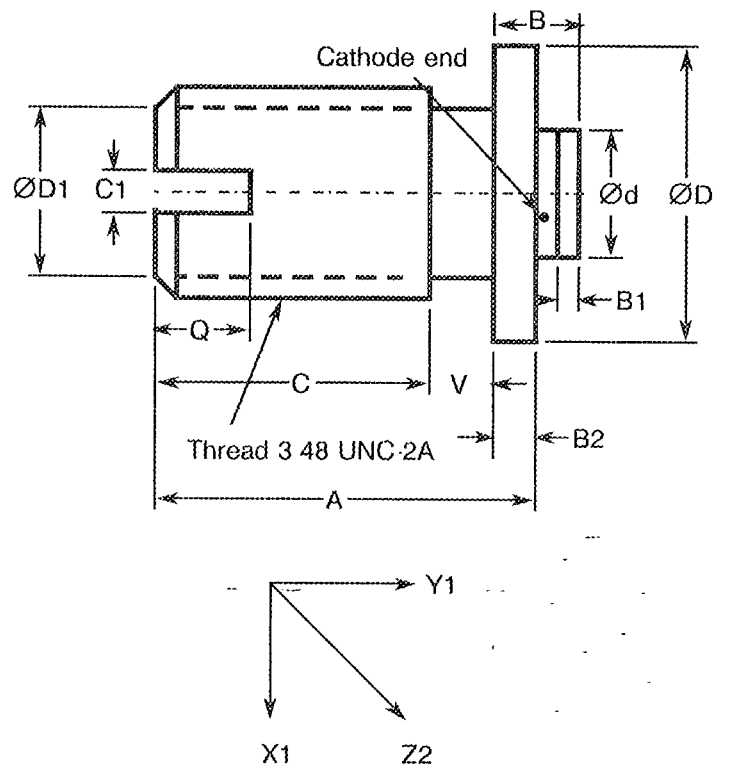 B
Cathode end
ØD1
C1
Ød
ØD
B1
Q
C
V
Thread 3 48 UNC-2A
B2
A
Y1
X1
Z2